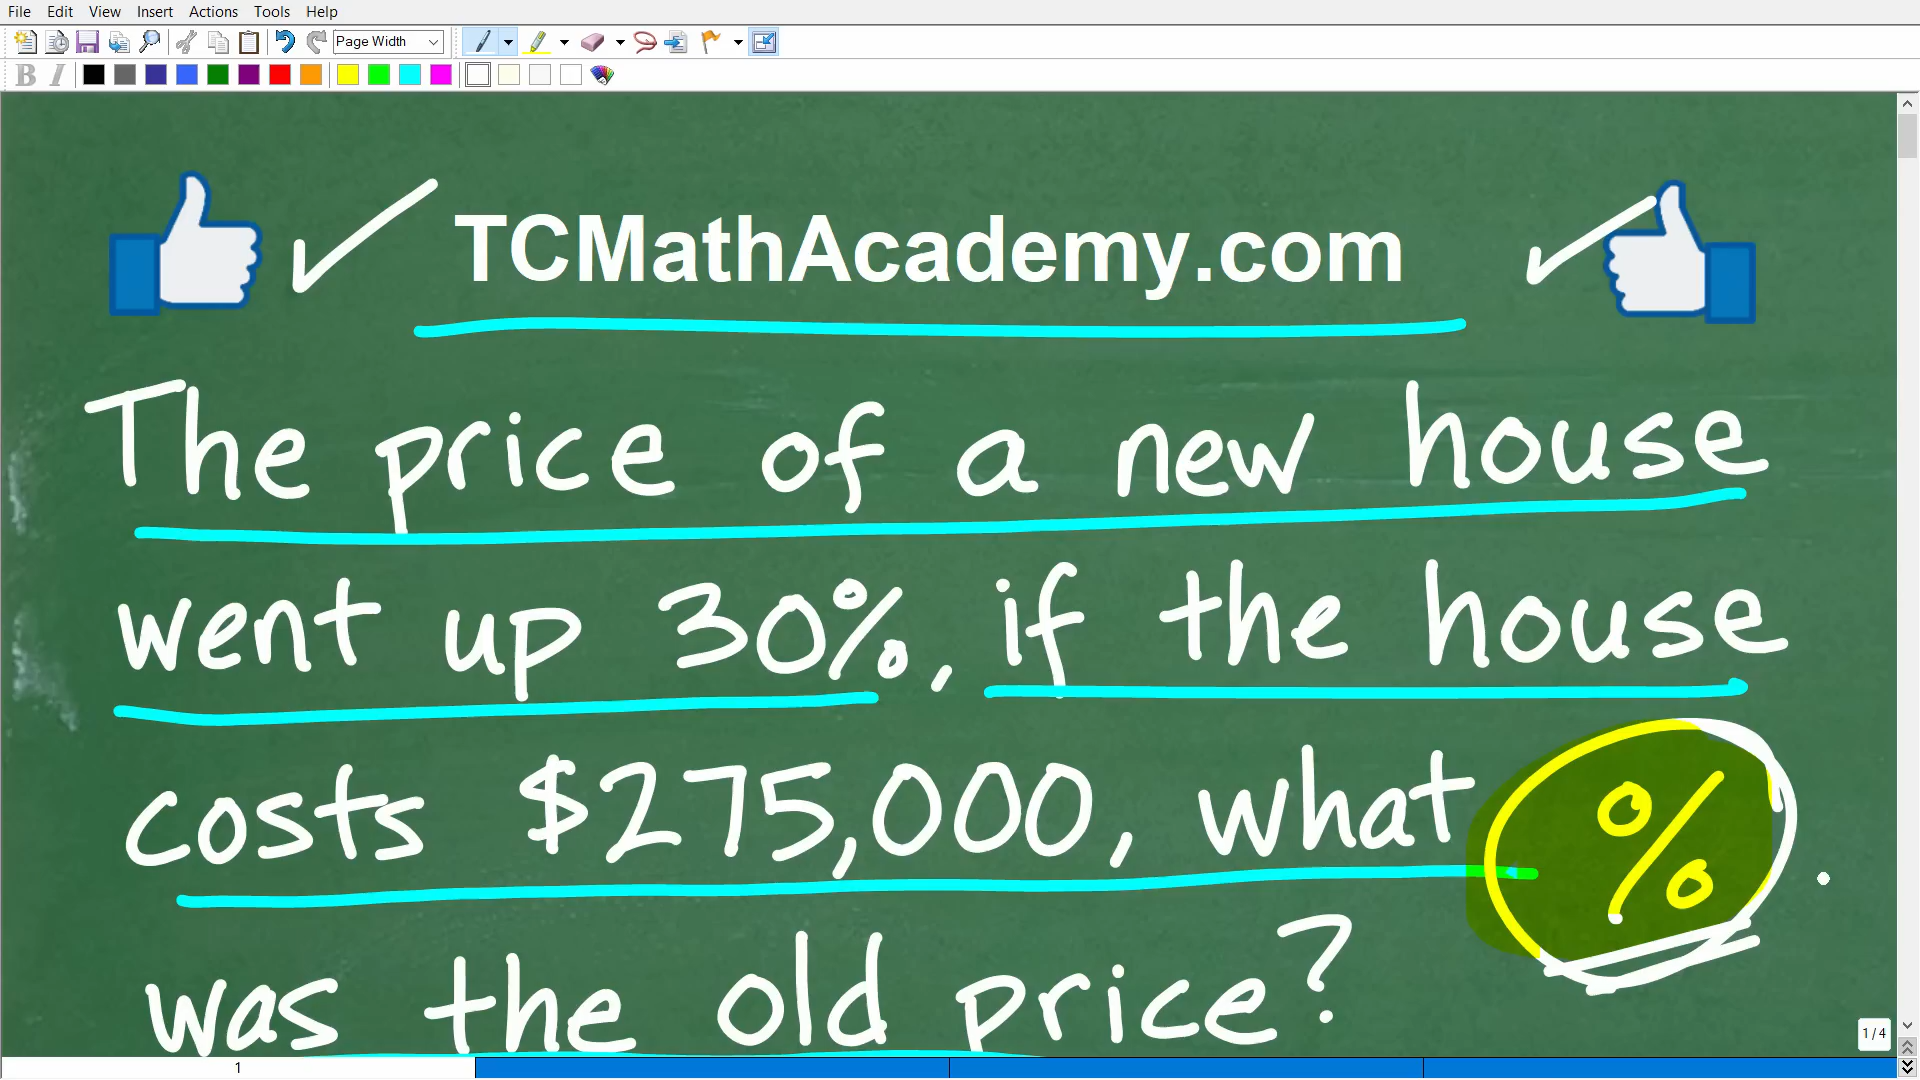 File Edit View Insert Actions Tools Help
Page Width
B I
TCMathAcademy.com
The price of a new house
went up 30%, if the house
costs $275,000, what %
was the old price?
1 / 4
1